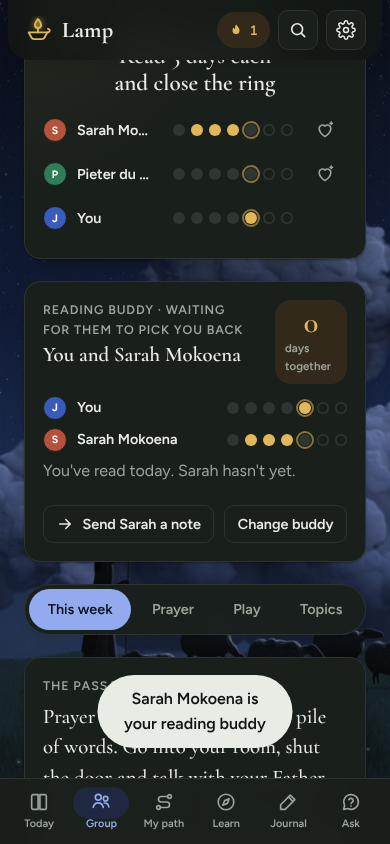 Lamp
1
Read 5 days each
and close the ring
S
Sarah Mo...
P
Pieter du ...
J
You
READING BUDDY · WAITING
FOR THEM TO PICK YOU BACK
You and Sarah Mokoena
0
days
together
J
You
S
Sarah Mokoena
You've read today. Sarah hasn't yet.
Send Sarah a note
Change buddy
This week
Prayer
Play
Topics
THE PASS
Sarah Mokoena is
your reading buddy
Prayer
pile
of words. Go into your room, shut
the door and talk with your Father
Today
Group
My path
Learn
Journal
Ask